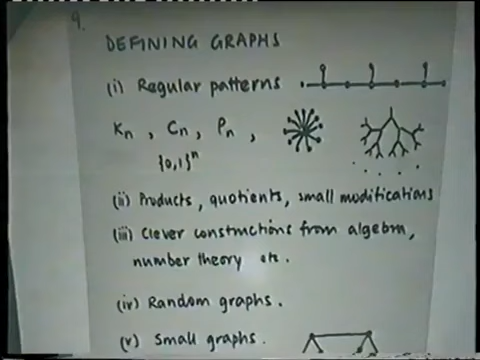 9.
DEFINING GRAPHS
(i) Regular patterns
Kn , Cn , Pn ,
{0,1}^n
(ii) Products, quotients, small modifications
(iii) Clever constructions from algebra,
number theory etc.
(iv) Random graphs.
(v) Small graphs.